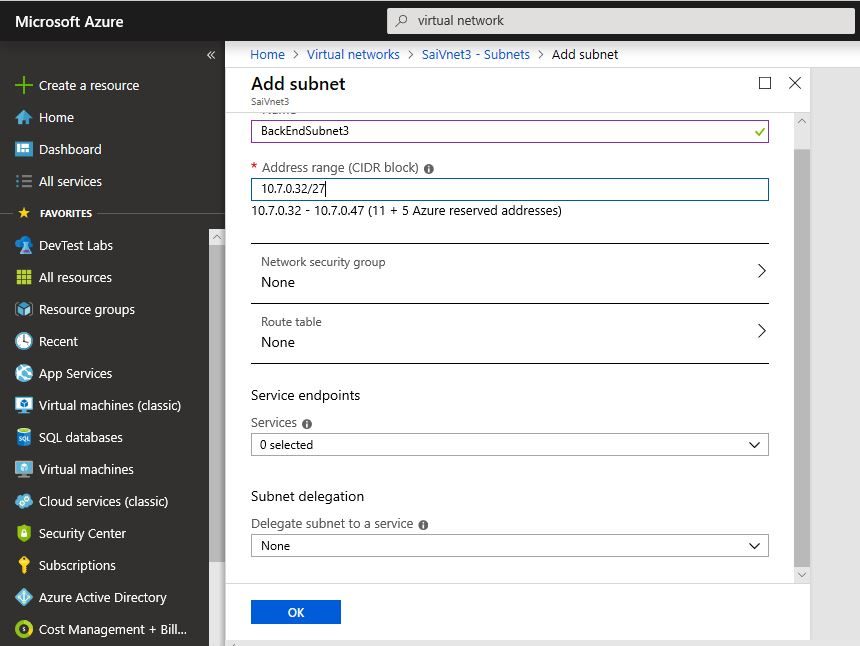 Microsoft Azure
virtual network
Home > Virtual networks > SaiVnet3 - Subnets > Add subnet
«
Create a resource
Home
Dashboard
All services
FAVORITES
DevTest Labs
All resources
Resource groups
Recent
App Services
Virtual machines (classic)
SQL databases
Virtual machines
Cloud services (classic)
Security Center
Subscriptions
Azure Active Directory
Cost Management + Bill...
Add subnet
SaiVnet3
Name
BackEndSubnet3
* Address range (CIDR block)
10.7.0.32/27
10.7.0.32 - 10.7.0.47 (11 + 5 Azure reserved addresses)
Network security group
None
Route table
None
Service endpoints
Services
0 selected
Subnet delegation
Delegate subnet to a service
None
OK